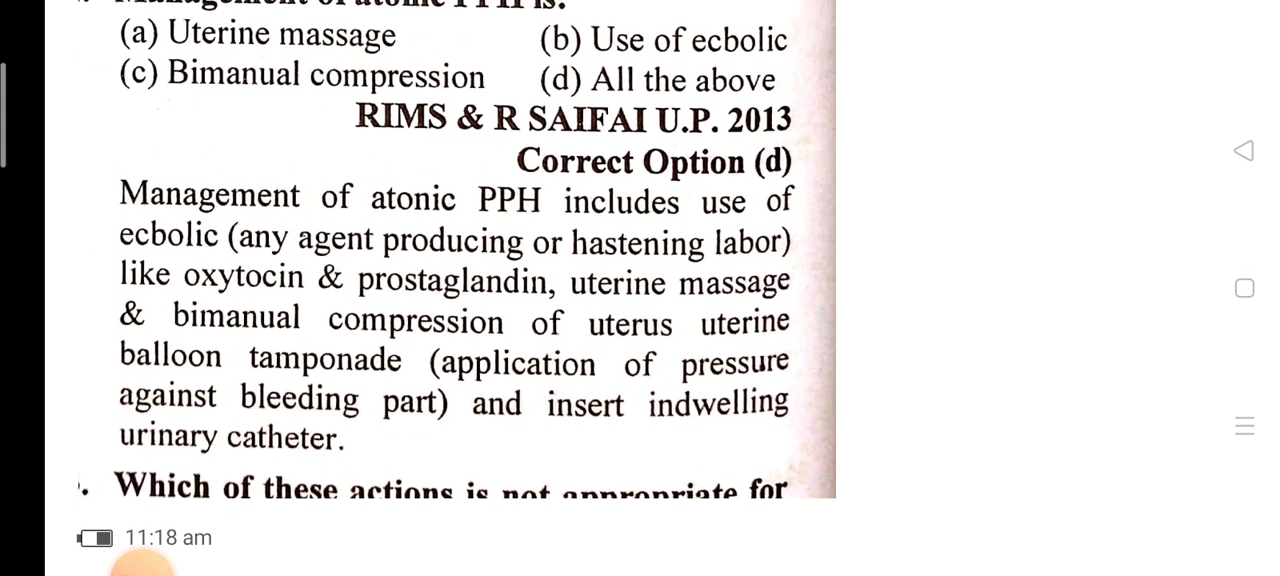 (a) Uterine massage (b) Use of ecbolic
(c) Bimanual compression (d) All the above
RIMS & R SAIFAI U.P. 2013
Correct Option (d)
Management of atonic PPH includes use of
ecbolic (any agent producing or hastening labor)
like oxytocin & prostaglandin, uterine massage
& bimanual compression of uterus uterine
balloon tamponade (application of pressure
against bleeding part) and insert indwelling
urinary catheter.
. Which of these actions is not appropriate for
11:18 am